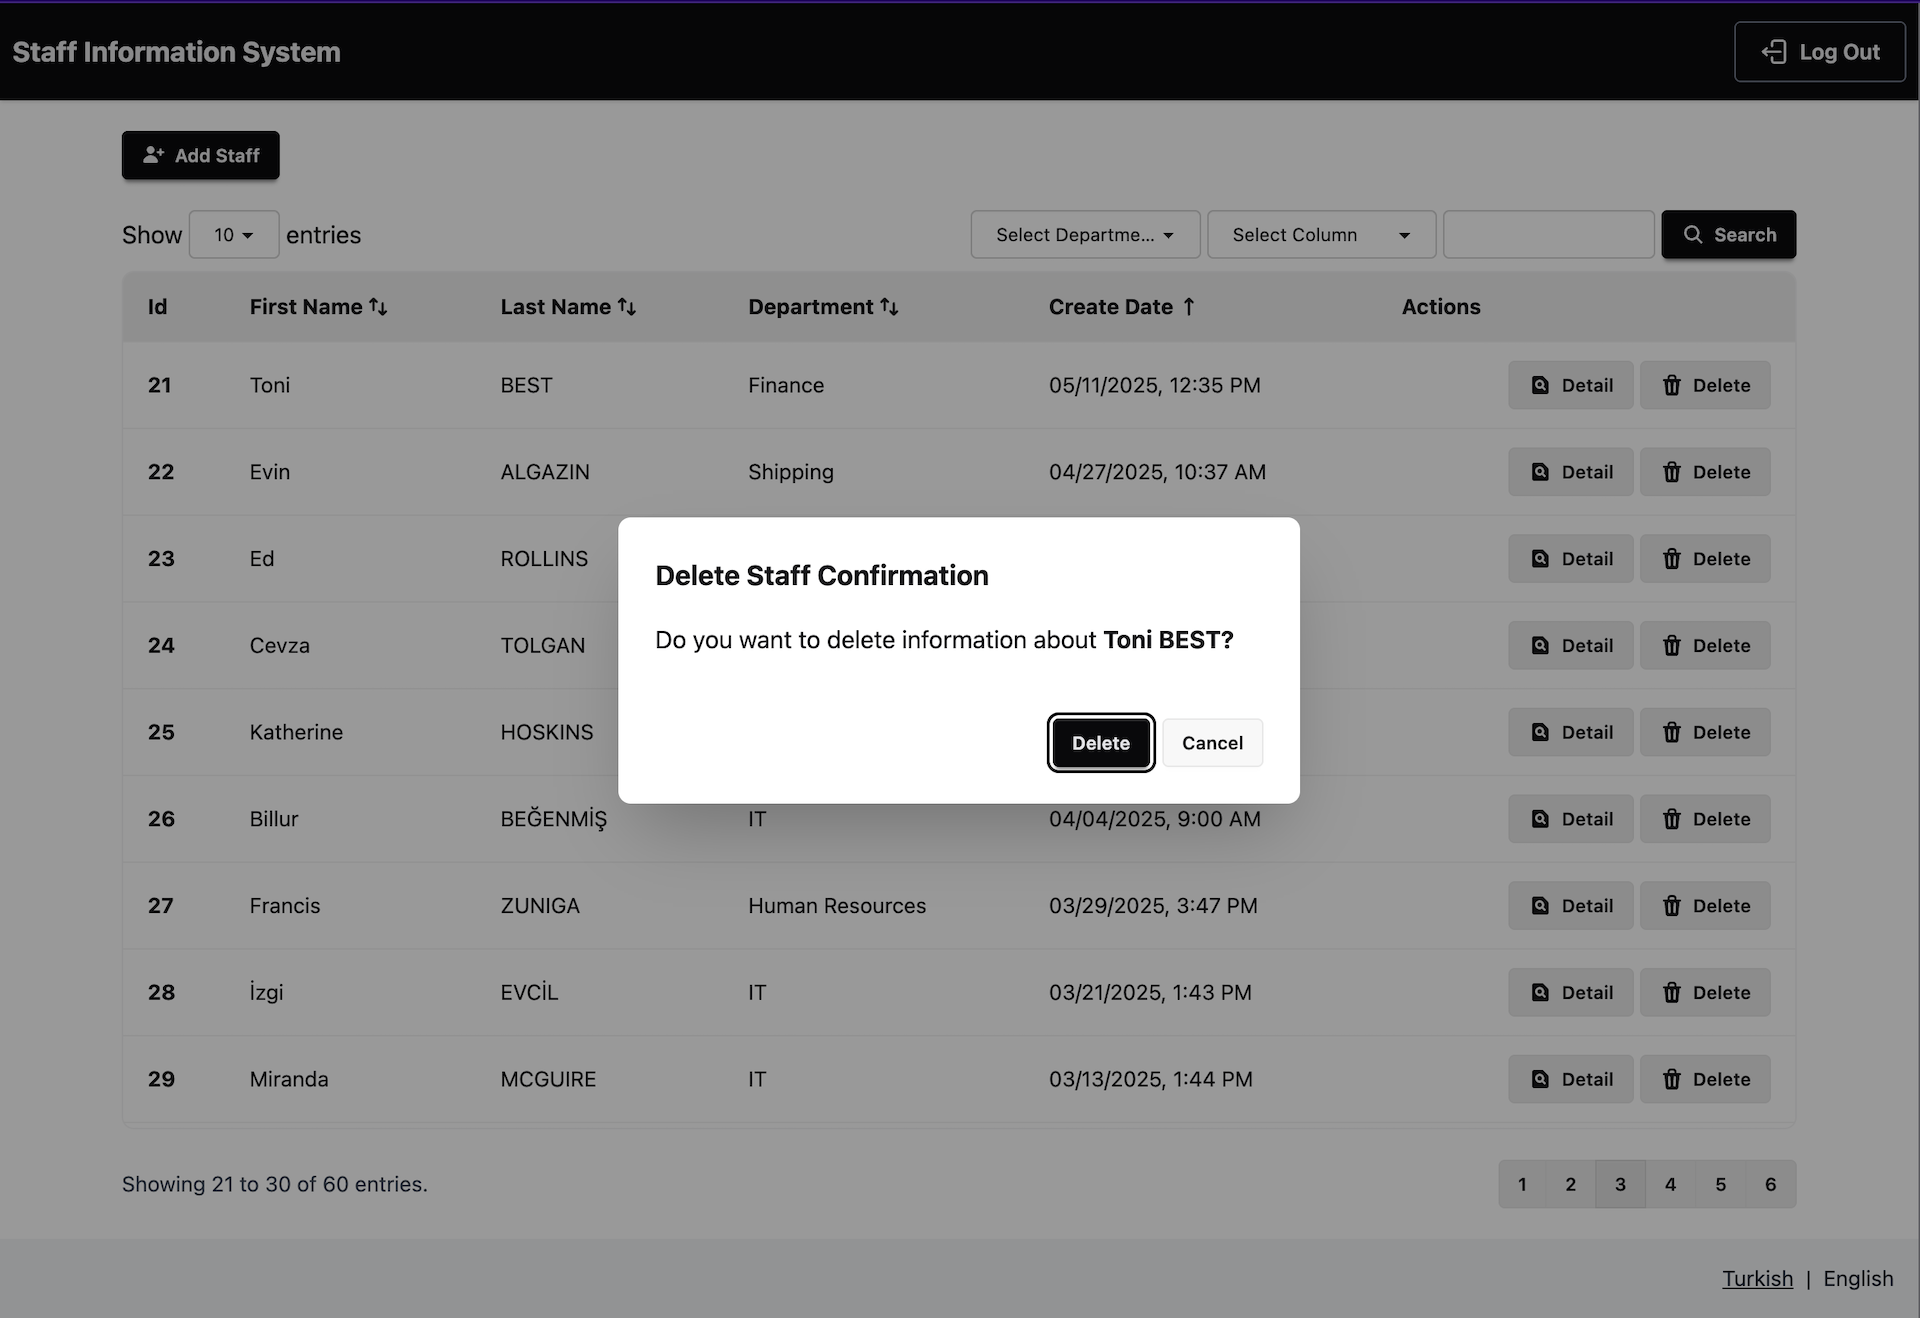 Staff Information System
Log Out
Add Staff
Show 10 entries
Select Departme... Select Column Search
Id First Name Last Name Department Create Date Actions
21 Toni BEST Finance 05/11/2025, 12:35 PM Detail Delete
22 Evin ALGAZIN Shipping 04/27/2025, 10:37 AM Detail Delete
23 Ed ROLLINS Detail Delete
24 Cevza TOLGAN Detail Delete
25 Katherine HOSKINS Detail Delete
Delete Staff Confirmation
Do you want to delete information about Toni BEST?
Delete Cancel
26 Billur BEĞENMİŞ IT 04/04/2025, 9:00 AM Detail Delete
27 Francis ZUNIGA Human Resources 03/29/2025, 3:47 PM Detail Delete
28 İzgi EVCİL IT 03/21/2025, 1:43 PM Detail Delete
29 Miranda MCGUIRE IT 03/13/2025, 1:44 PM Detail Delete
Showing 21 to 30 of 60 entries.
1 2 3 4 5 6
Turkish | English